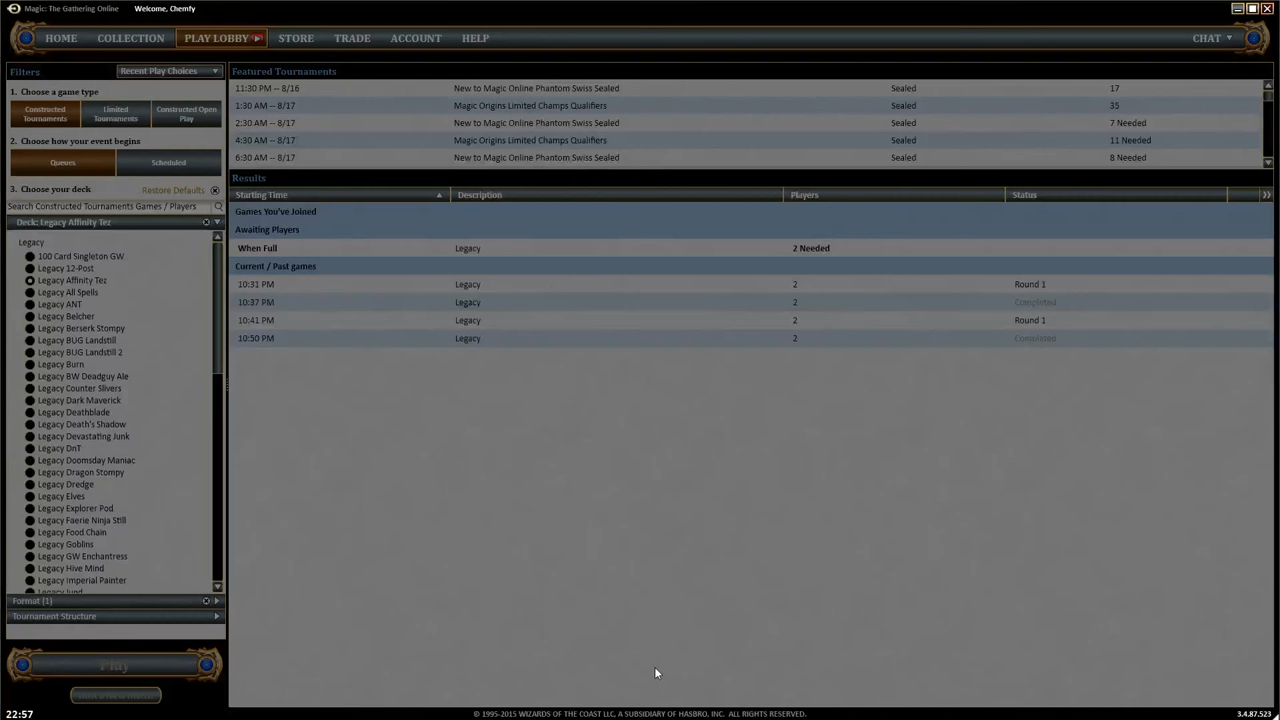 Magic: The Gathering Online Welcome, Chemfy
HOME COLLECTION PLAY LOBBY STORE TRADE ACCOUNT HELP CHAT
Filters Recent Play Choices
1. Choose a game type
Constructed Tournaments Limited Tournaments Constructed Open Play
2. Choose how your event begins
Queues Scheduled
3. Choose your deck Restore Defaults
Search Constructed Tournaments Games / Players
Deck: Legacy Affinity Tez
Legacy
100 Card Singleton GW
Legacy 12-Post
Legacy Affinity Tez
Legacy All Spells
Legacy ANT
Legacy Belcher
Legacy Berserk Stompy
Legacy BUG Landstill
Legacy BUG Landstill 2
Legacy Burn
Legacy BW Deadguy Ale
Legacy Counter Slivers
Legacy Dark Maverick
Legacy Deathblade
Legacy Death's Shadow
Legacy Devastating Junk
Legacy DnT
Legacy Doomsday Maniac
Legacy Dragon Stompy
Legacy Dredge
Legacy Elves
Legacy Explorer Pod
Legacy Faerie Ninja Still
Legacy Food Chain
Legacy Goblins
Legacy GW Enchantress
Legacy Hive Mind
Legacy Imperial Painter
Legacy Jund
Format (1)
Tournament Structure
Play
22:57
Featured Tournaments
11:30 PM -- 8/16 New to Magic Online Phantom Swiss Sealed Sealed 17
1:30 AM -- 8/17 Magic Origins Limited Champs Qualifiers Sealed 35
2:30 AM -- 8/17 New to Magic Online Phantom Swiss Sealed Sealed 7 Needed
4:30 AM -- 8/17 Magic Origins Limited Champs Qualifiers Sealed 11 Needed
6:30 AM -- 8/17 New to Magic Online Phantom Swiss Sealed Sealed 8 Needed
Results
Starting Time Description Players Status
Games You've Joined
Awaiting Players
When Full Legacy 2 Needed
Current / Past games
10:31 PM Legacy 2 Round 1
10:37 PM Legacy 2 Completed
10:41 PM Legacy 2 Round 1
10:50 PM Legacy 2 Completed
© 1995-2015 WIZARDS OF THE COAST LLC, A SUBSIDIARY OF HASBRO, INC. ALL RIGHTS RESERVED.
3.4.87.523